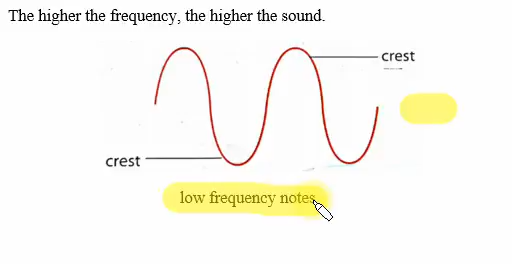 The higher the frequency, the higher the sound.
crest
crest
low frequency notes